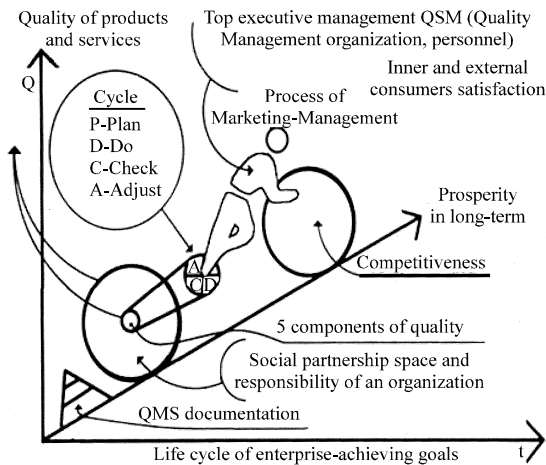 Quality of products
and services
Top executive management QSM (Quality
Management organization, personnel)
Inner and external
consumers satisfaction
Q
Cycle
P-Plan
D-Do
C-Check
A-Adjust
Process of
Marketing-Management
Prosperity
in long-term
D
A
C D
Competitiveness
5 components of quality
Social partnership space and
responsibility of an organization
QMS documentation
Life cycle of enterprise-achieving goals
t